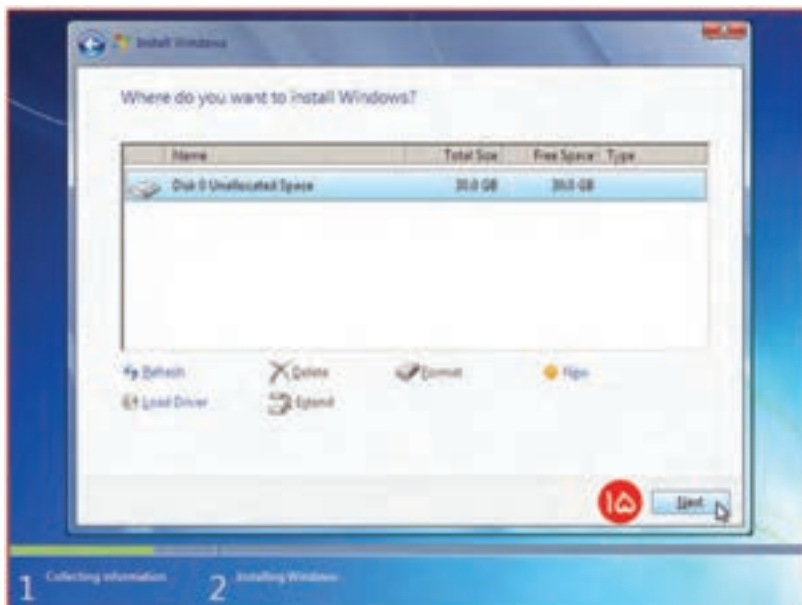 Install Windows
Where do you want to install Windows?
Name Total Size Free Space Type
Disk 0 Unallocated Space 30.0 GB 30.0 GB
Refresh Delete Format New
Load Driver Extend
۱۵ Next
1 Collecting information 2 Installing Windows